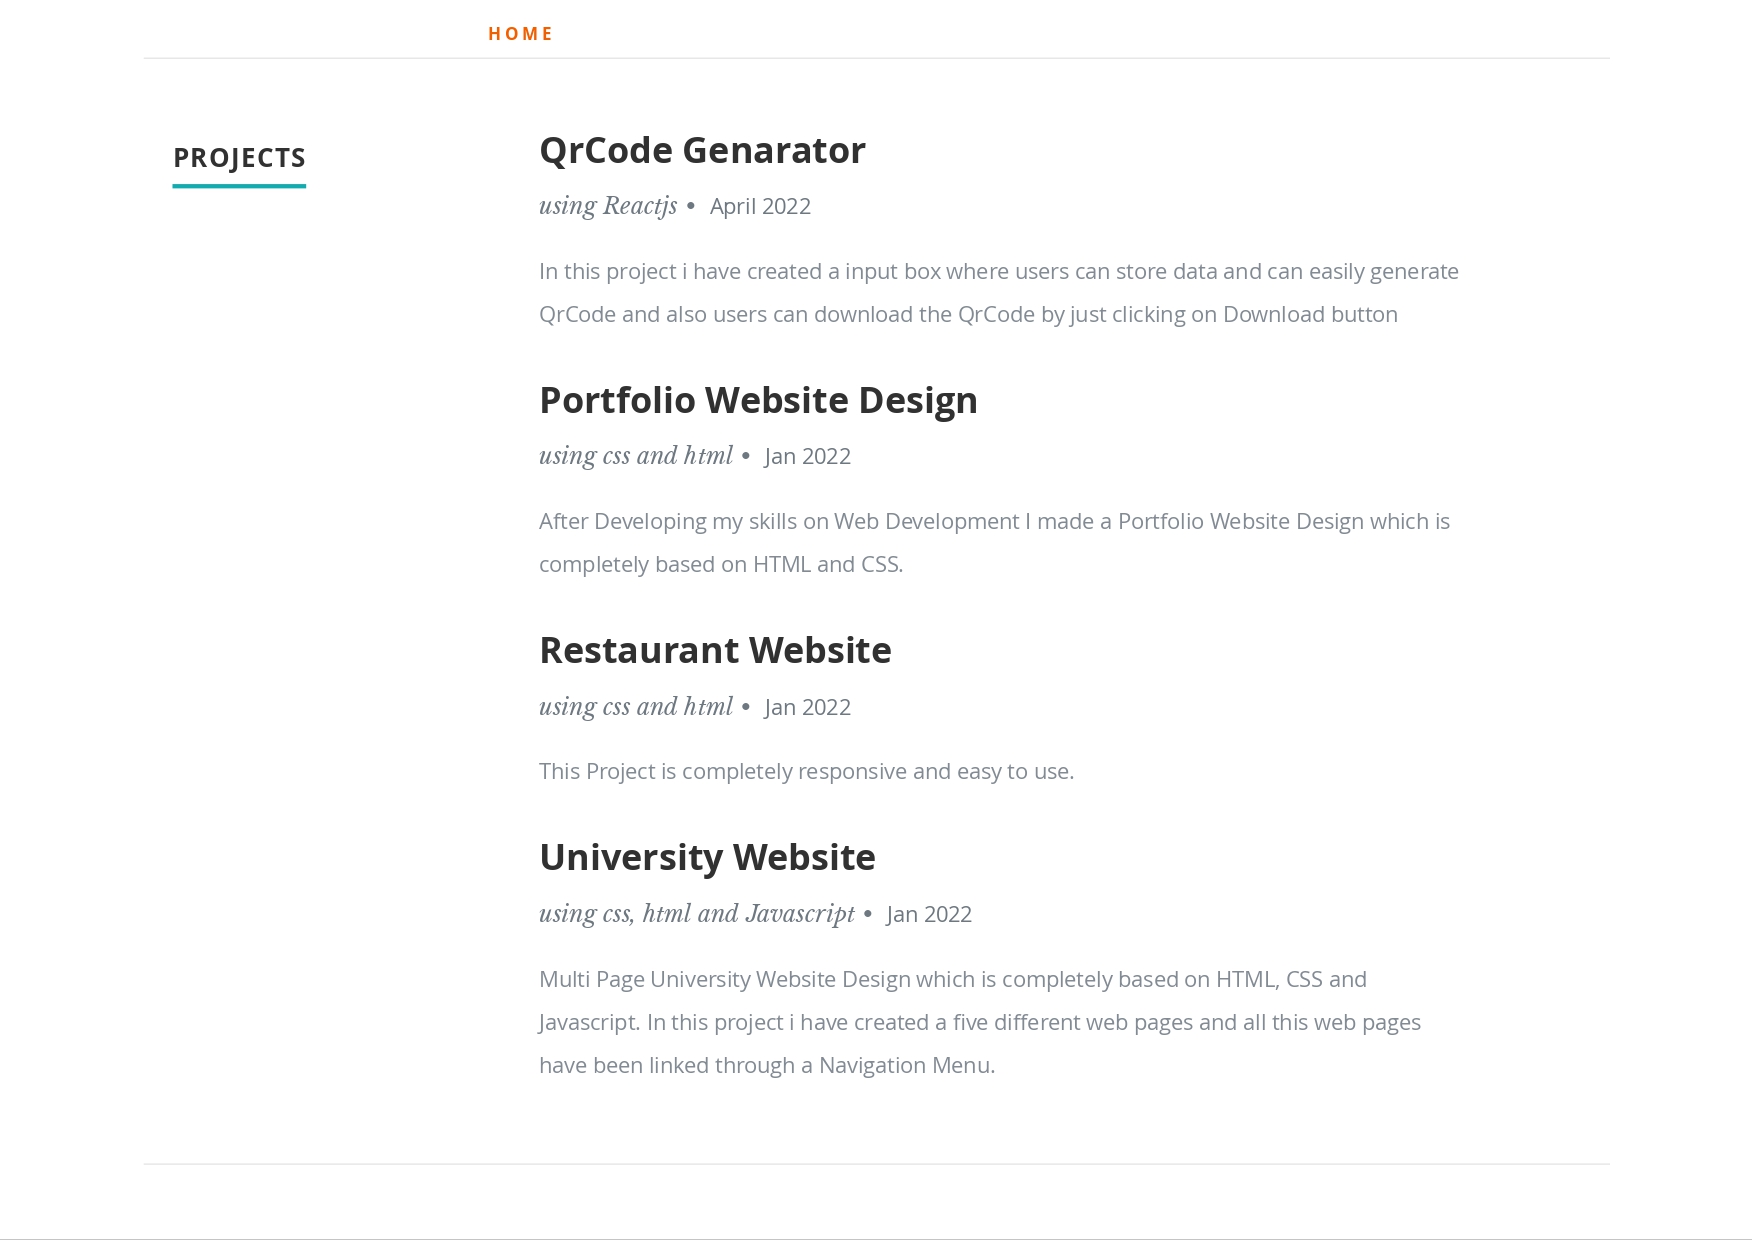 HOME
PROJECTS
QrCode Genarator
using Reactjs • April 2022
In this project i have created a input box where users can store data and can easily generate
QrCode and also users can download the QrCode by just clicking on Download button
Portfolio Website Design
using css and html • Jan 2022
After Developing my skills on Web Development I made a Portfolio Website Design which is
completely based on HTML and CSS.
Restaurant Website
using css and html • Jan 2022
This Project is completely responsive and easy to use.
University Website
using css, html and Javascript • Jan 2022
Multi Page University Website Design which is completely based on HTML, CSS and
Javascript. In this project i have created a five different web pages and all this web pages
have been linked through a Navigation Menu.